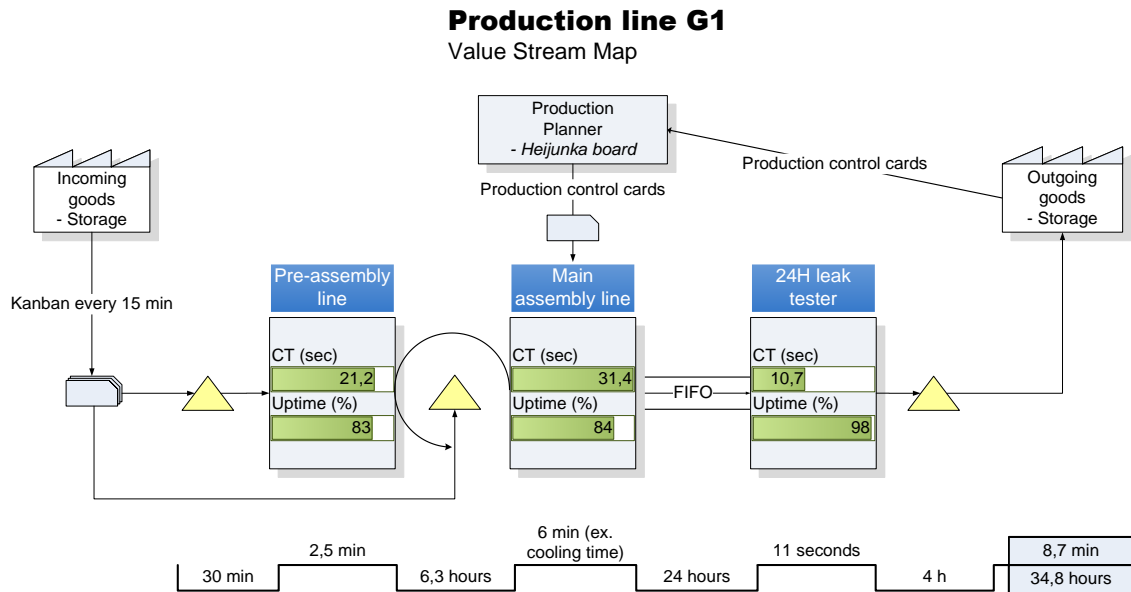 Production line G1
Value Stream Map
Production
Planner
- Heijunka board
Production control cards
Production control cards
Incoming
goods
- Storage
Outgoing
goods
- Storage
Kanban every 15 min
Pre-assembly
line
CT (sec)
21,2
Uptime (%)
83
Main
assembly line
CT (sec)
31,4
Uptime (%)
84
FIFO
24H leak
tester
CT (sec)
10,7
Uptime (%)
98
30 min
2,5 min
6,3 hours
6 min (ex.
cooling time)
24 hours
11 seconds
4 h
8,7 min
34,8 hours